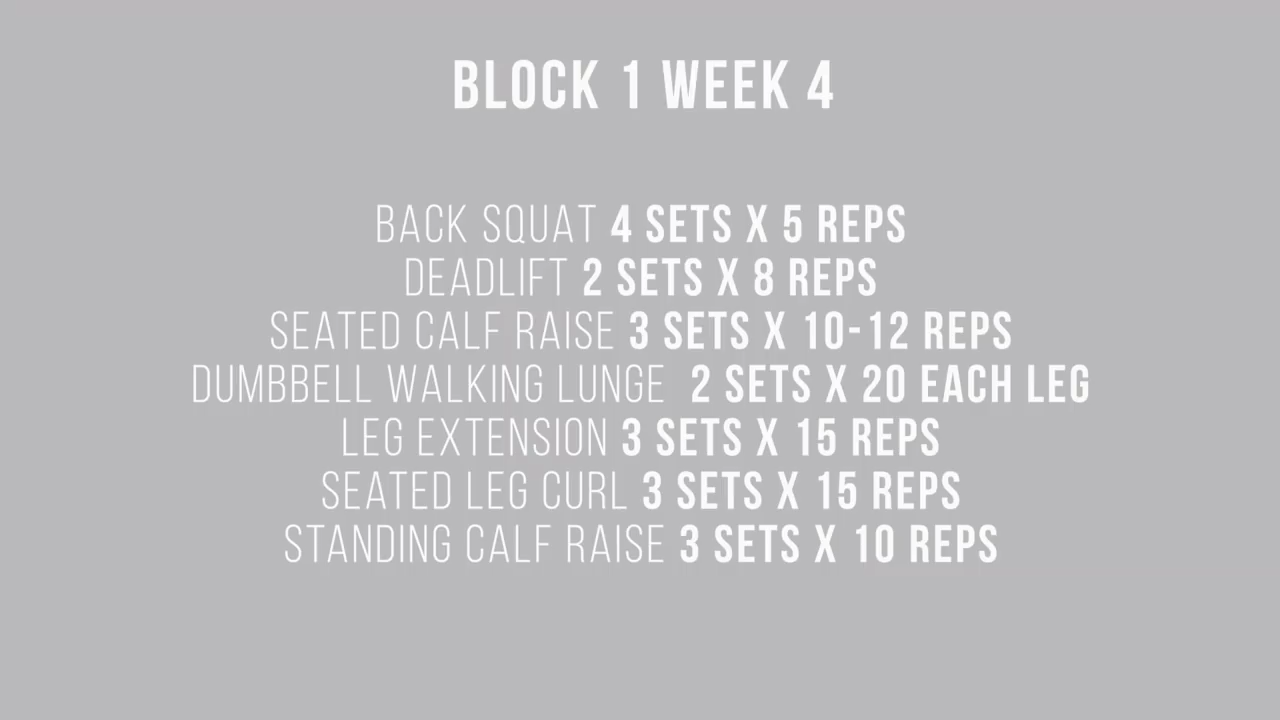 BLOCK 1 WEEK 4
BACK SQUAT 4 SETS X 5 REPS
DEADLIFT 2 SETS X 8 REPS
SEATED CALF RAISE 3 SETS X 10-12 REPS
DUMBBELL WALKING LUNGE 2 SETS X 20 EACH LEG
LEG EXTENSION 3 SETS X 15 REPS
SEATED LEG CURL 3 SETS X 15 REPS
STANDING CALF RAISE 3 SETS X 10 REPS